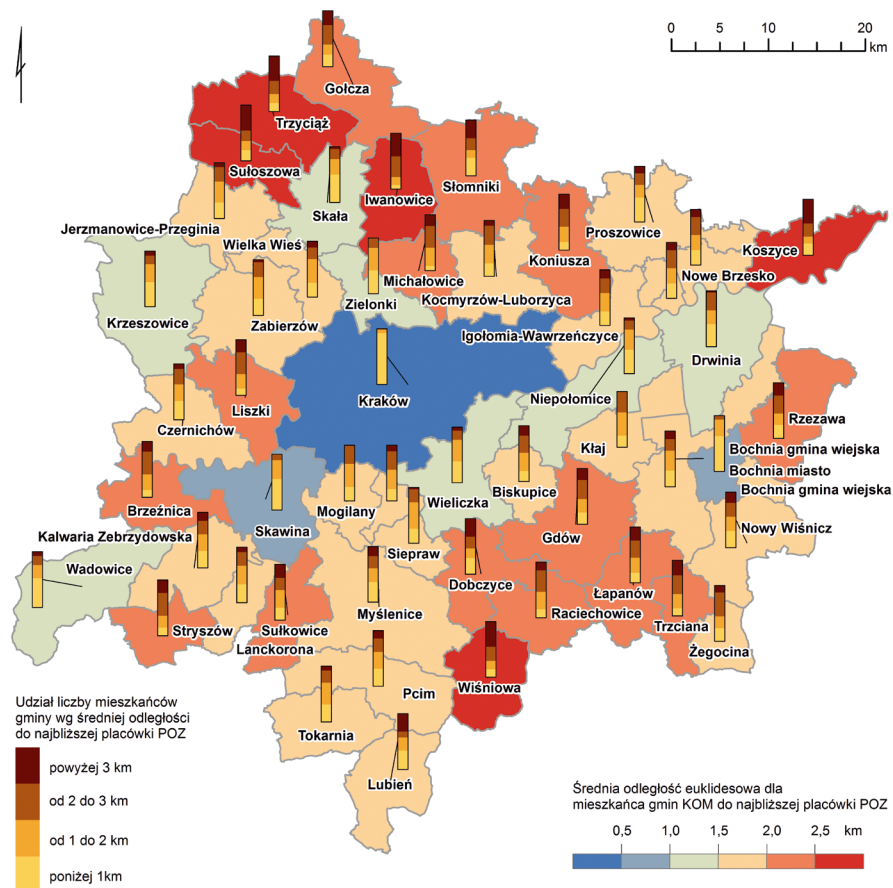 0 5 10 20
km
Gołcza
Trzyciąż
Sułoszowa
Iwanowice
Słomniki
Skała
Jerzmanowice-Przeginia
Proszowice
Koszyce
Wielka Wieś
Michałowice
Koniusza
Nowe Brzesko
Kocmyrzów-Luborzyca
Zielonki
Krzeszowice
Zabierzów
Igołomia-Wawrzeńczyce
Drwinia
Kraków
Niepołomice
Liszki
Czernichów
Rzezawa
Kłaj
Bochnia gmina wiejska
Bochnia miasto
Bochnia gmina wiejska
Biskupice
Wieliczka
Brzeźnica
Mogilany
Skawina
Nowy Wiśnicz
Gdów
Kalwaria Zebrzydowska
Siepraw
Wadowice
Dobczyce
Łapanów
Raciechowice
Myślenice
Trzciana
Stryszów
Sułkowice
Lanckorona
Żegocina
Wiśniowa
Pcim
Tokarnia
Lubień
Udział liczby mieszkańców
gminy wg średniej odległości
do najbliższej placówki POZ
powyżej 3 km
od 2 do 3 km
od 1 do 2 km
poniżej 1km
Średnia odległość euklidesowa dla
mieszkańca gmin KOM do najbliższej placówki POZ
0,5 1,0 1,5 2,0 2,5 km